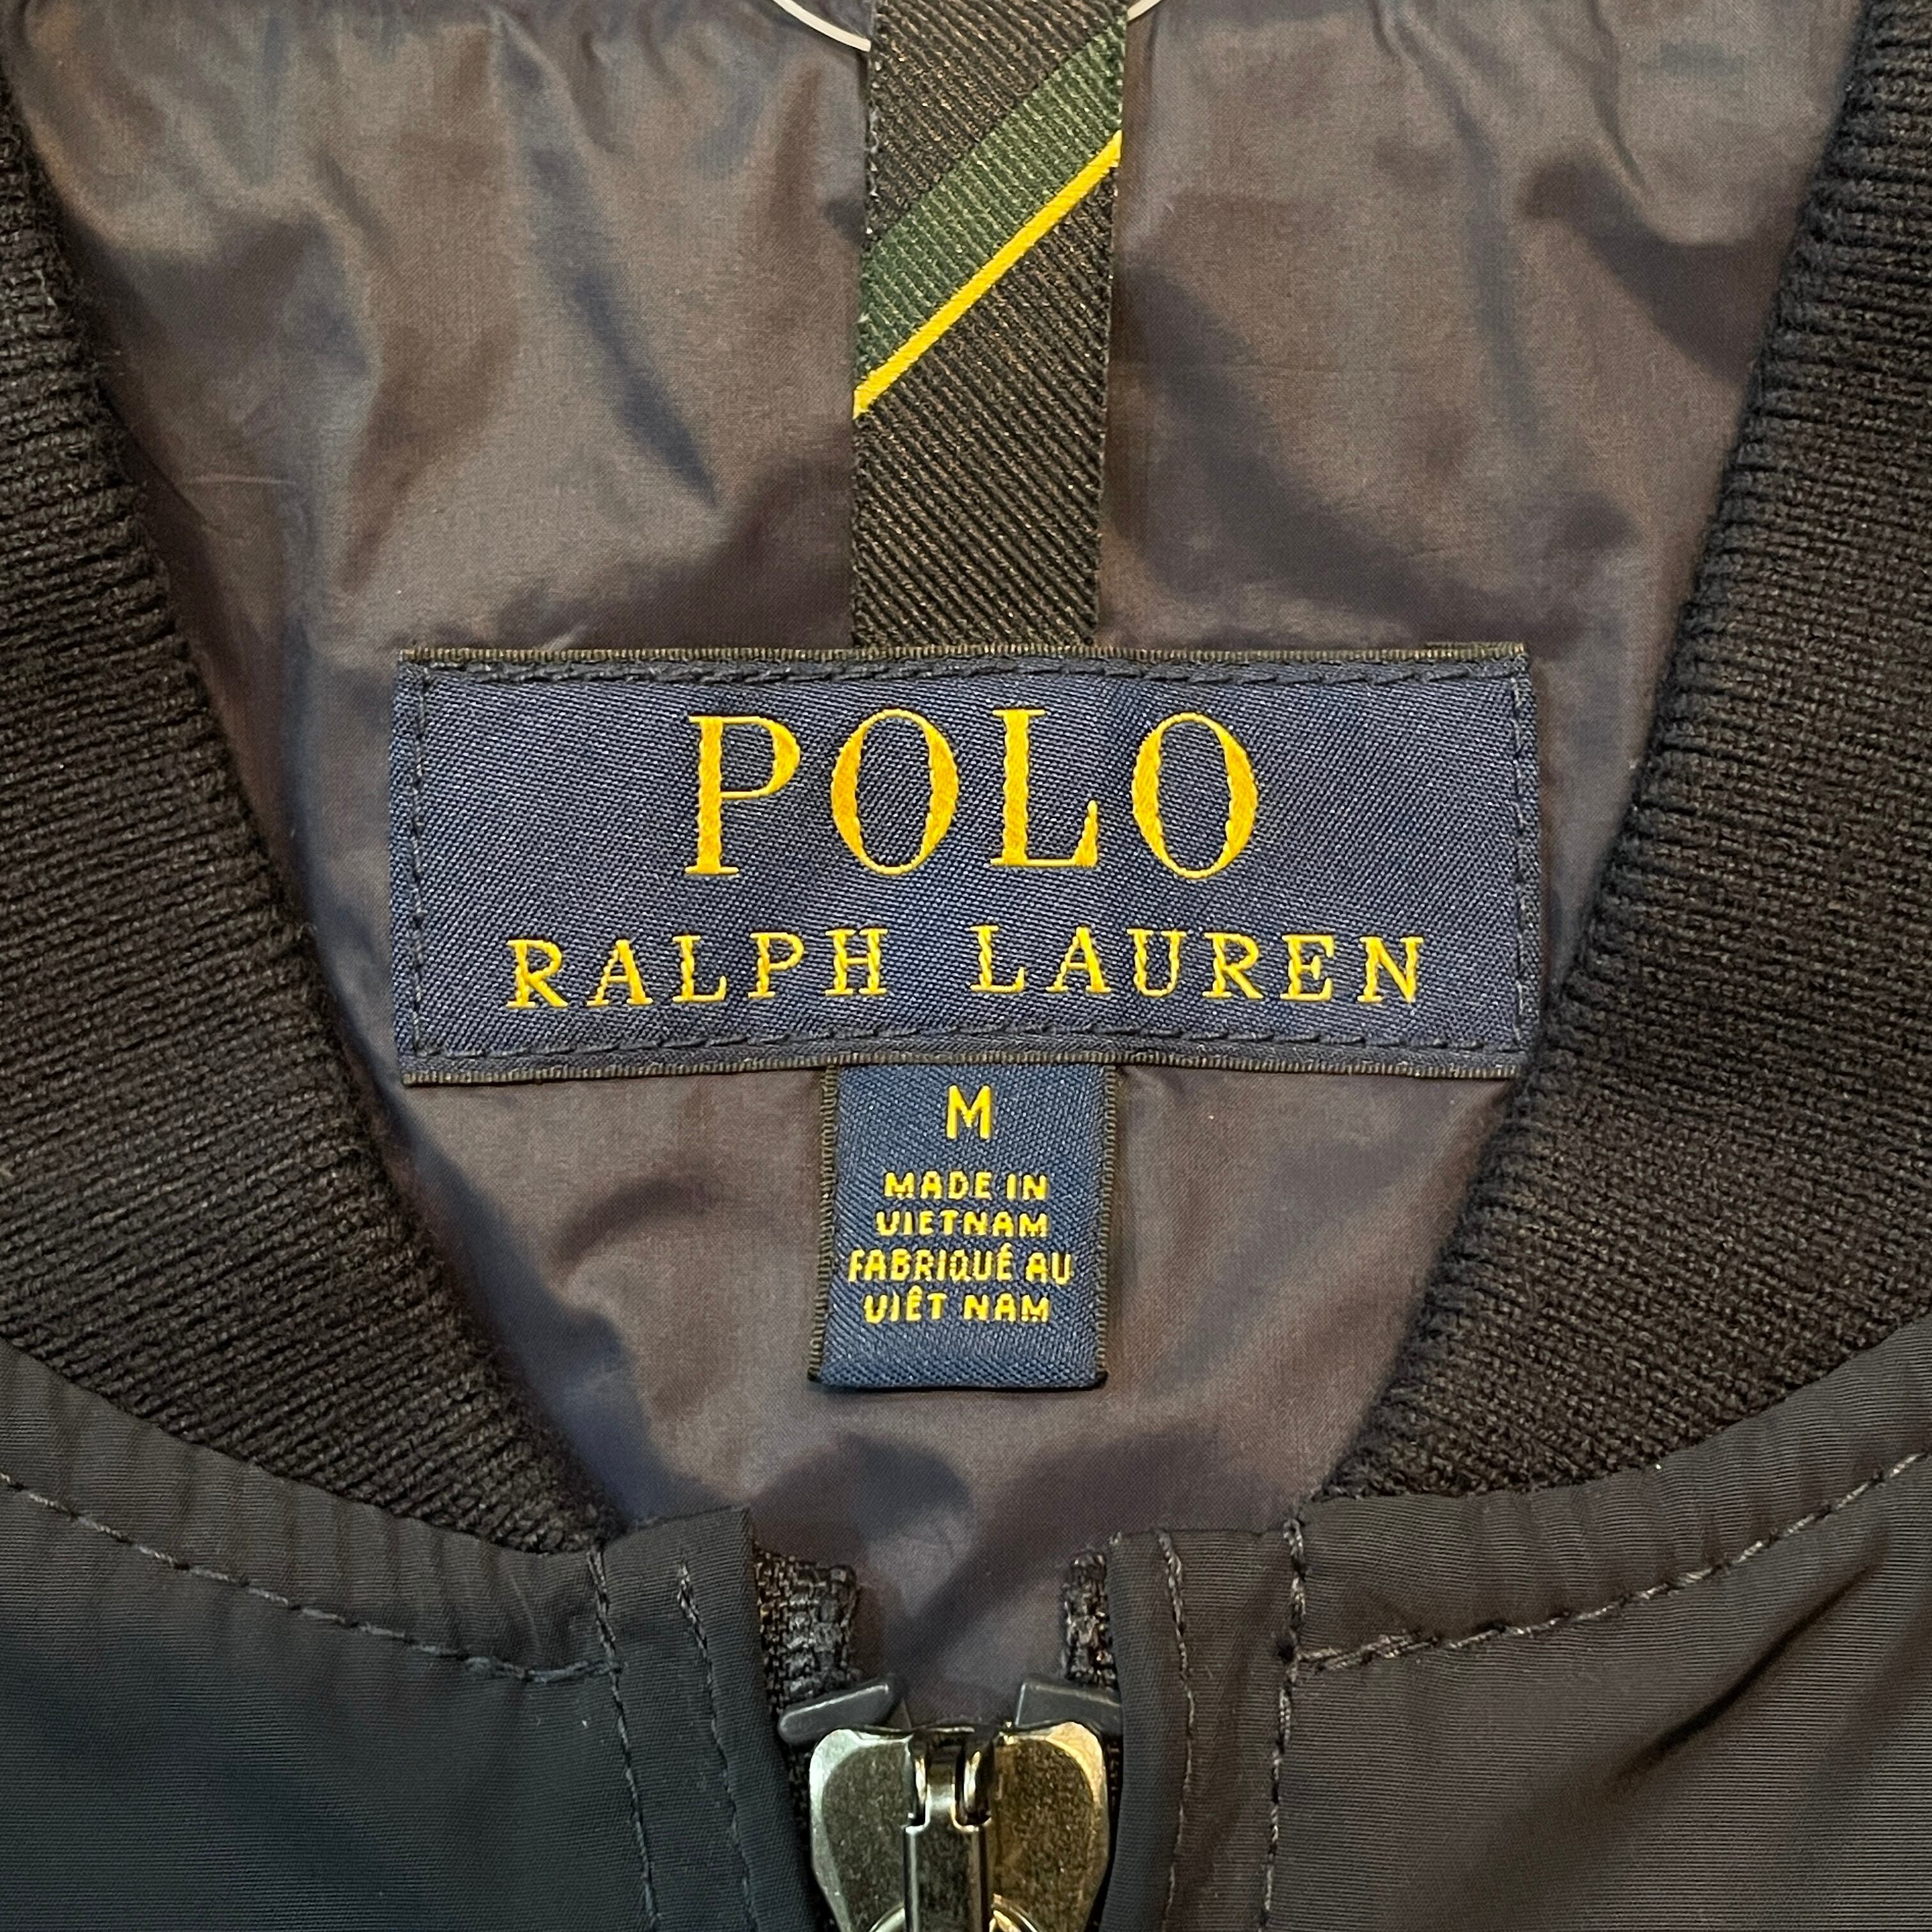 POLO
RALPH LAUREN
M
MADE IN
VIETNAM
FABRIQUÉ AU
VIÊT NAM